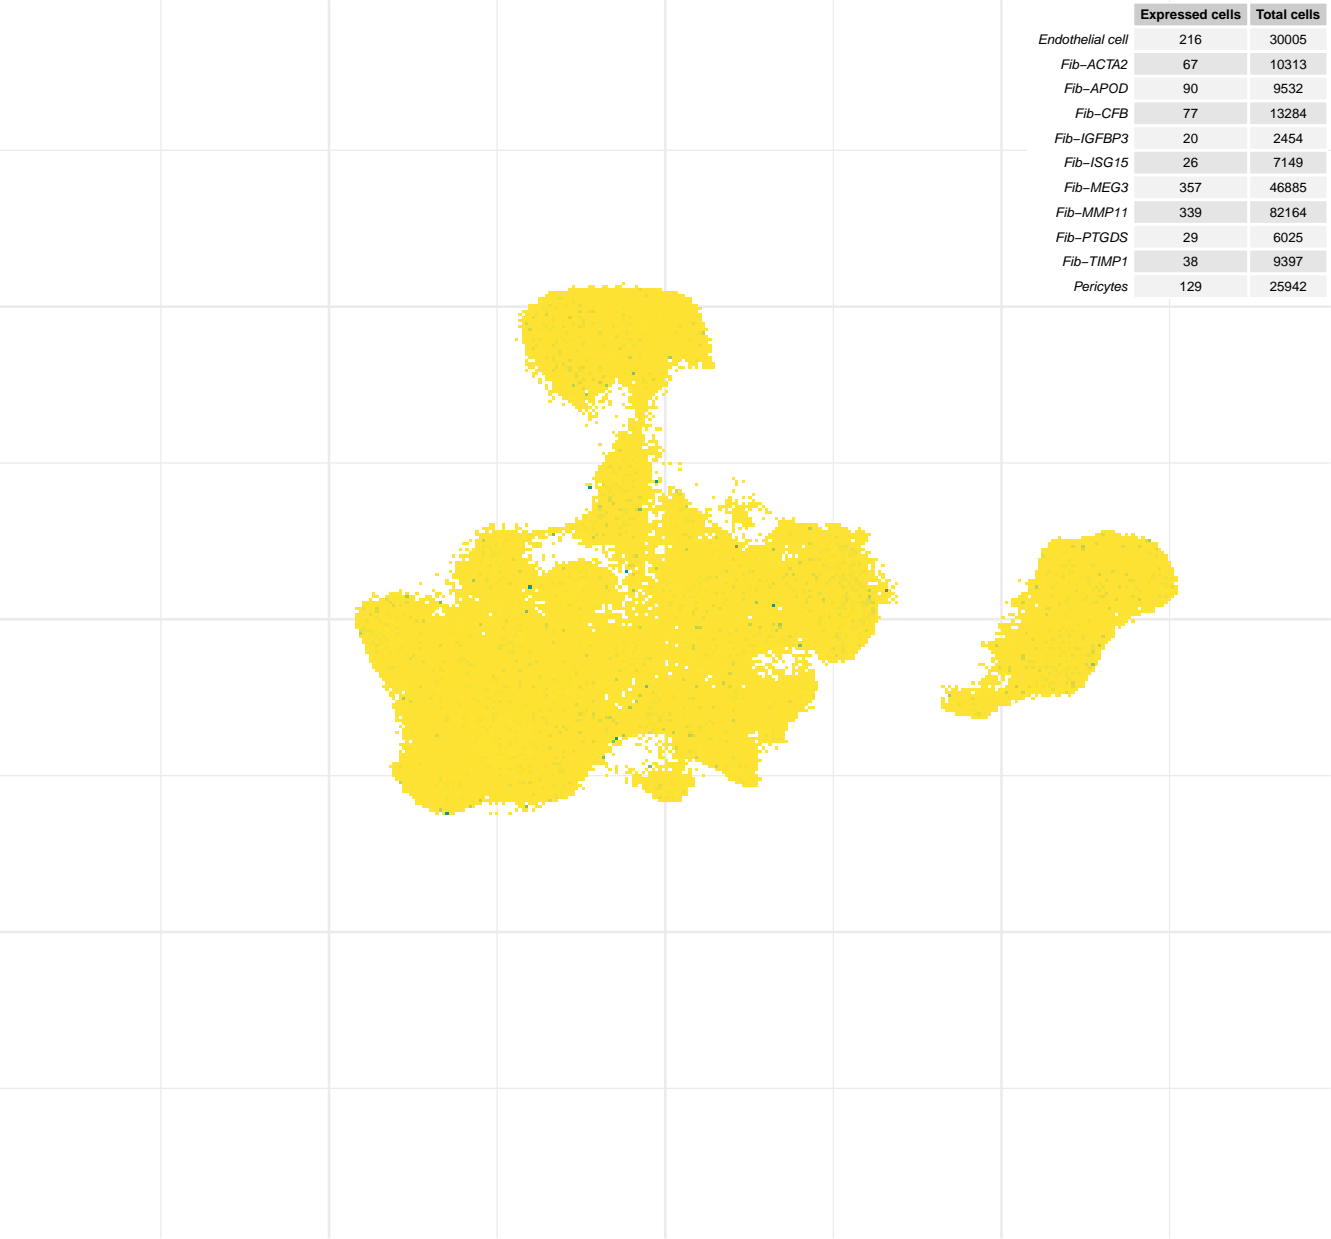 Expressed cells Total cells
Endothelial cell 216 30005
Fib−ACTA2 67 10313
Fib−APOD 90 9532
Fib−CFB 77 13284
Fib−IGFBP3 20 2454
Fib−ISG15 26 7149
Fib−MEG3 357 46885
Fib−MMP11 339 82164
Fib−PTGDS 29 6025
Fib−TIMP1 38 9397
Pericytes 129 25942